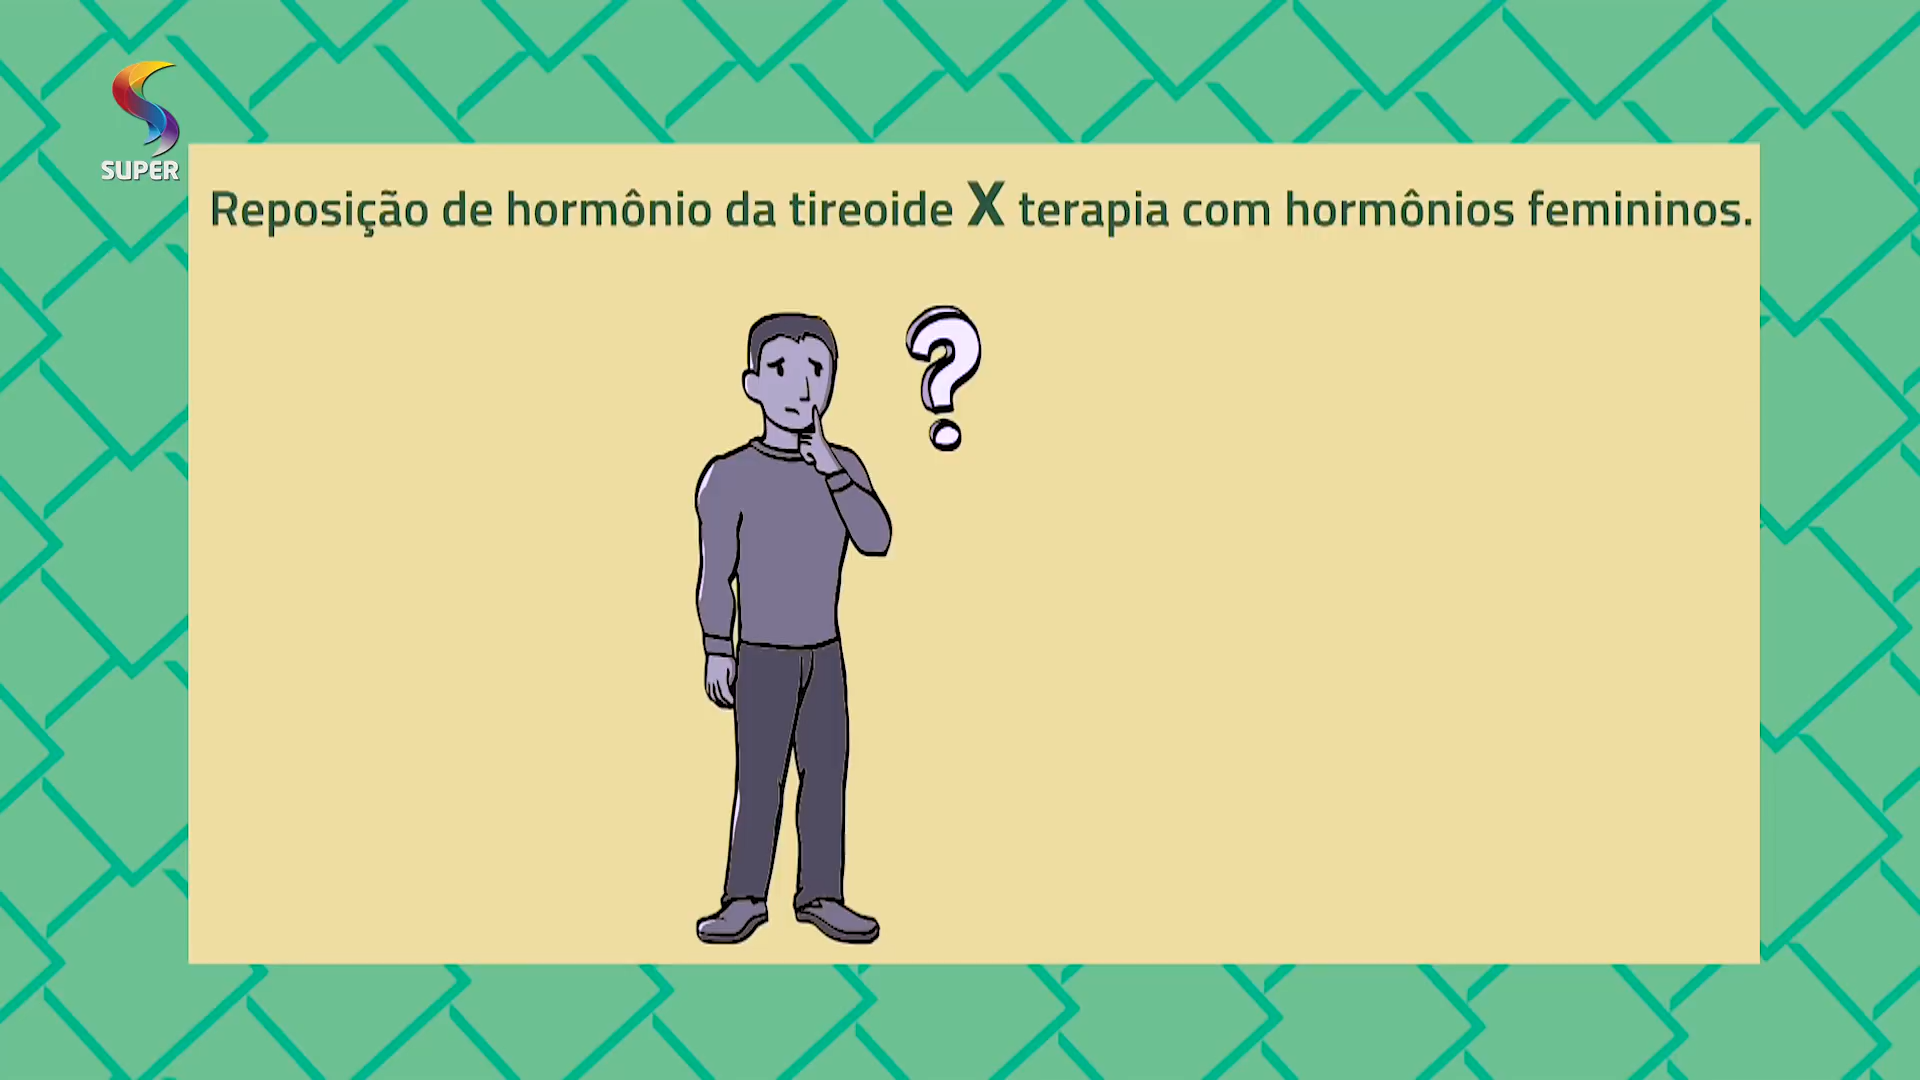 SUPER
Reposição de hormônio da tireoide X terapia com hormônios femininos.
?